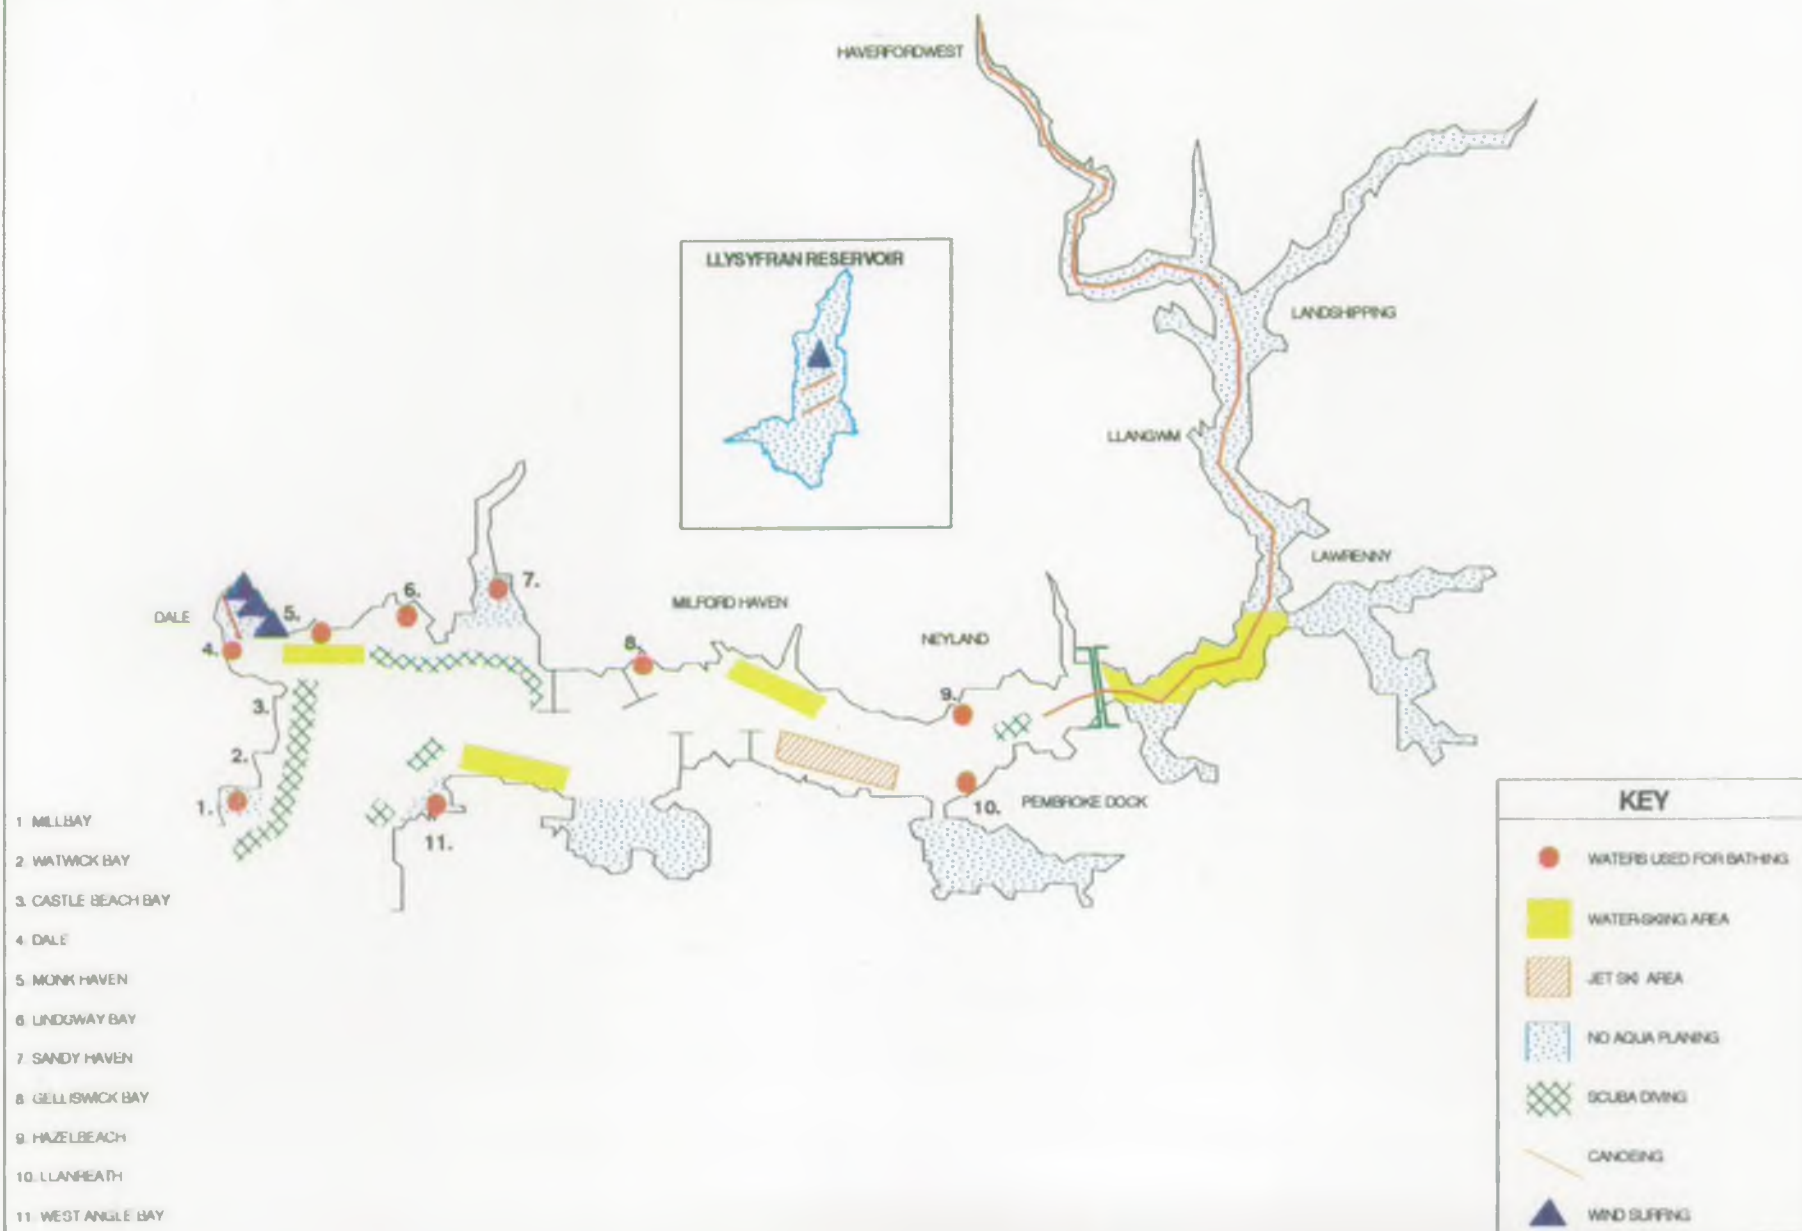 HAVERFORDWEST
LLYSYFRAN RESERVOIR
LANDSHIPPING
LLANGWM
LAWRENNY
DALE
MILFORD HAVEN
NEYLAND
PEMBROKE DOCK
1.
2.
3.
4.
5.
6.
7.
8.
9.
10.
11.
1 MILLBAY
2 WATWICK BAY
3. CASTLE BEACH BAY
4 DALE
5 MONK HAVEN
6 LINDSWAY BAY
7 SANDY HAVEN
8 GELLISWICK BAY
9 HAZELBEACH
10 LLANREATH
11 WEST ANGLE BAY
KEY
WATERS USED FOR BATHING
WATER-SKIING AREA
JET SKI AREA
NO AQUA PLANING
SCUBA DIVING
CANOEING
WIND SURFING